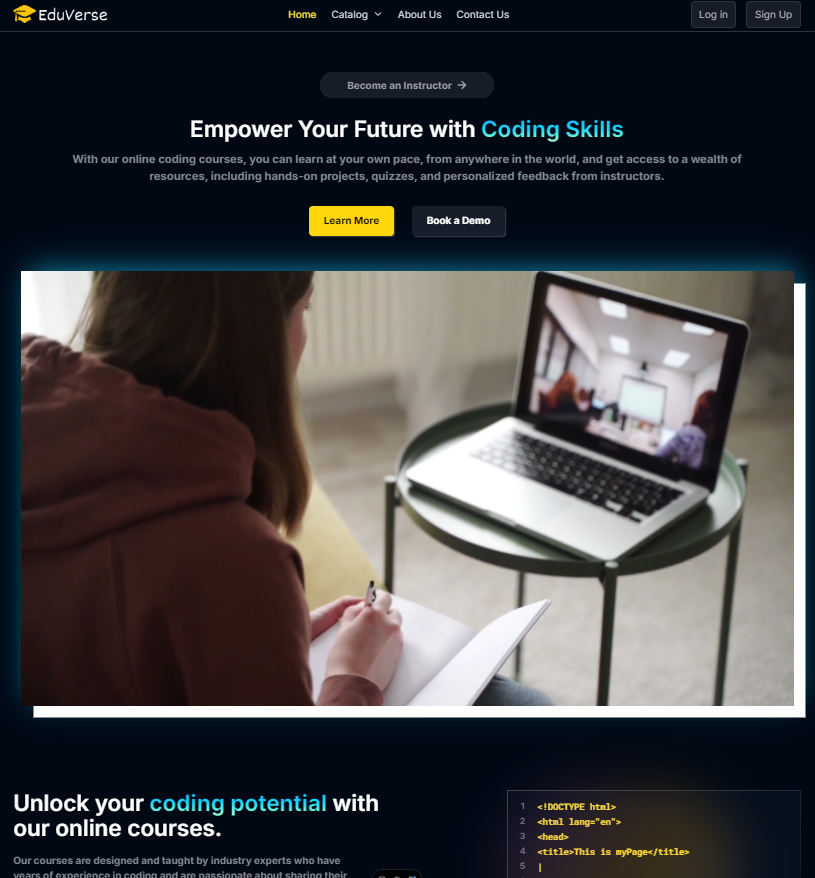 EduVerse
Home Catalog About Us Contact Us
Log in Sign Up
Become an Instructor →
Empower Your Future with Coding Skills
With our online coding courses, you can learn at your own pace, from anywhere in the world, and get access to a wealth of
resources, including hands-on projects, quizzes, and personalized feedback from instructors.
Learn More Book a Demo
Unlock your coding potential with
our online courses.
Our courses are designed and taught by industry experts who have
years of experience in coding and are passionate about sharing their
1 <!DOCTYPE html>
2 <html lang="en">
3 <head>
4 <title>This is myPage</title>
5 |